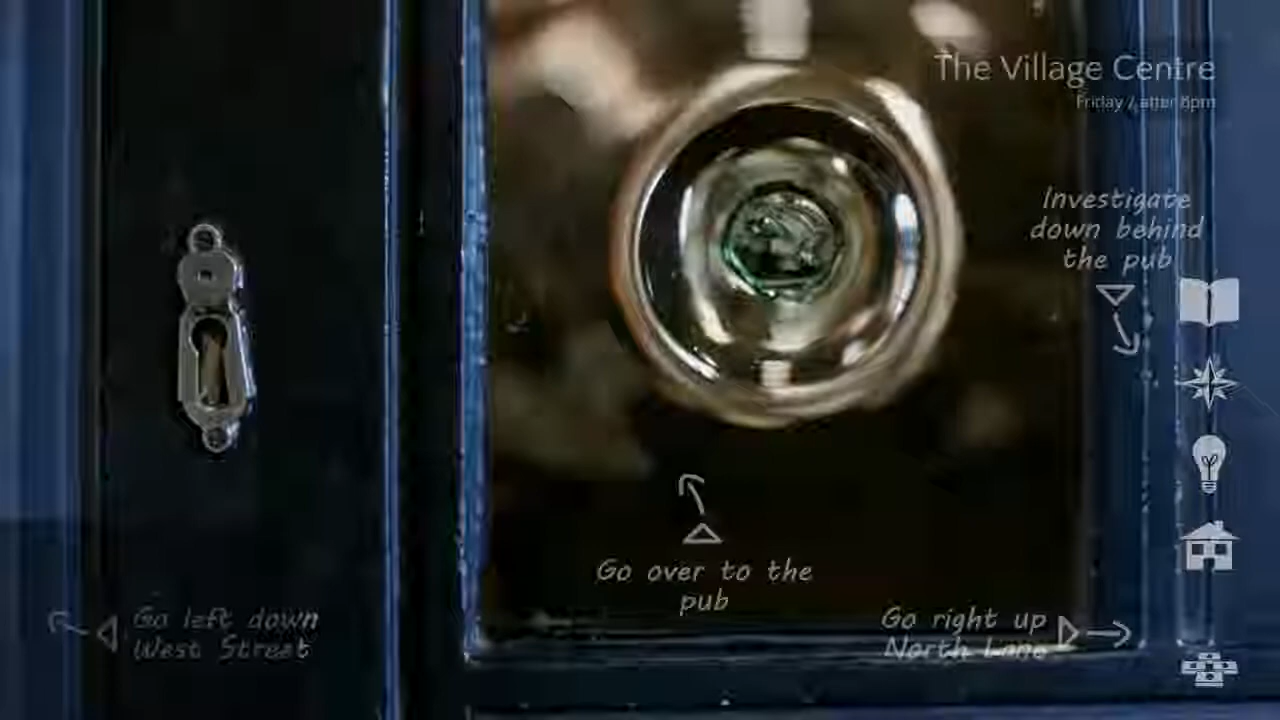 The Village Centre
Friday / after 6pm
Investigate
down behind
the pub
Go over to the
pub
Go left down
West Street
Go right up
North Lane